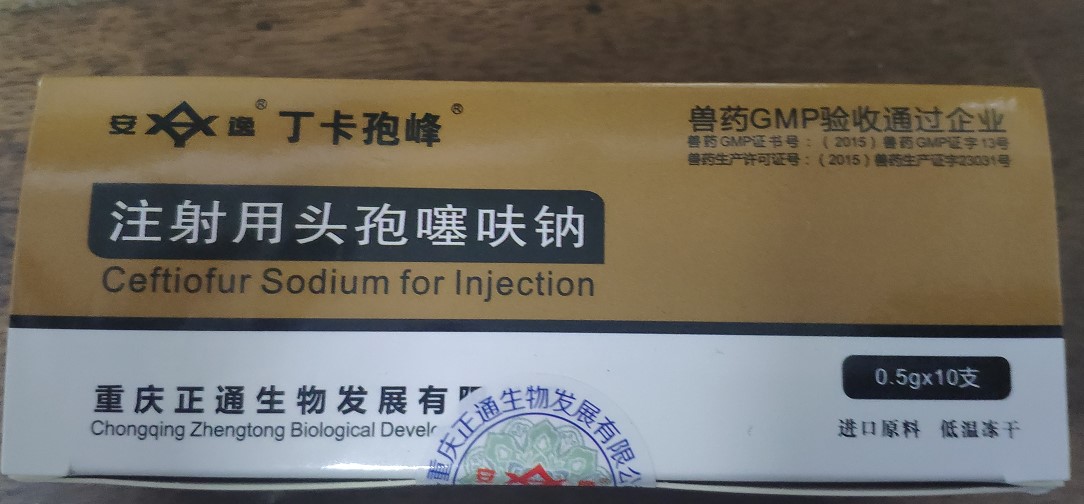 安逸® 丁卡孢峰®
兽药GMP验收通过企业
兽药GMP证书号：（2015）兽药GMP证字13号
兽药生产许可证号：（2015）兽药生产证字23031号
注射用头孢噻呋钠
Ceftiofur Sodium for Injection
0.5gx10支
重庆正通生物发展有
Chongqing Zhengtong Biological Develo
进口原料 低温冻干
重庆正通生物发展有限公
安逸